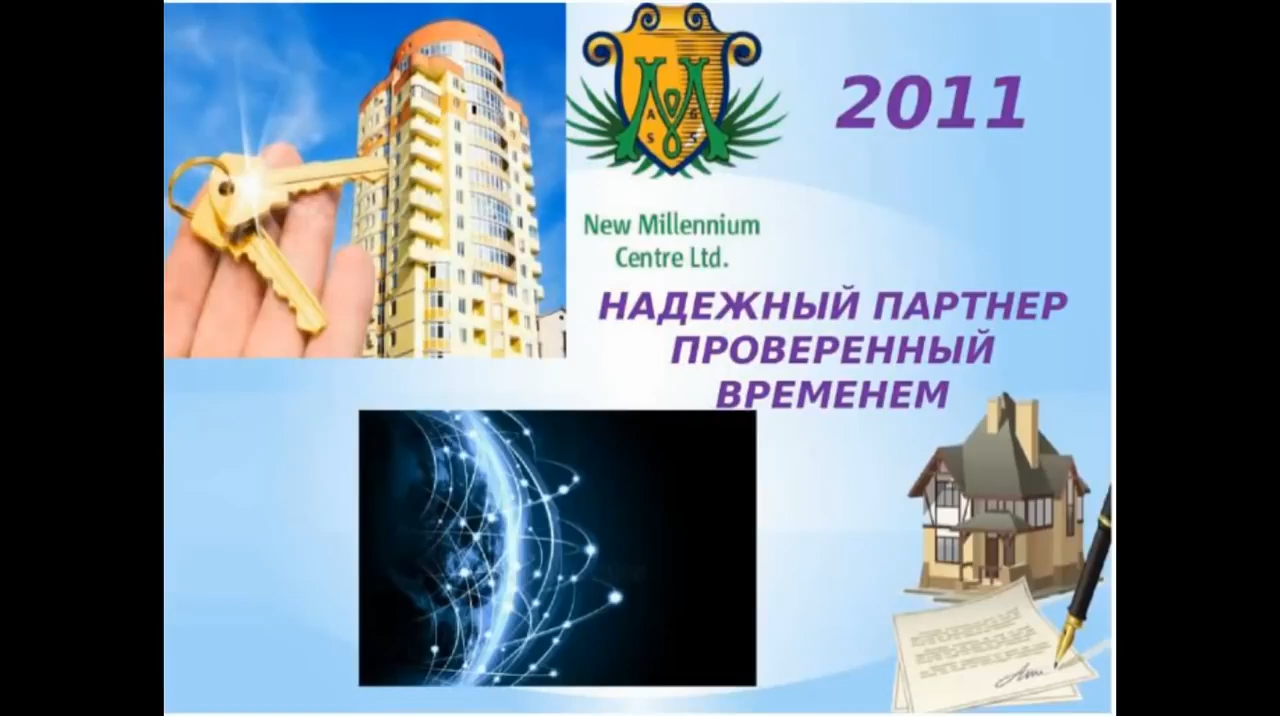 2011
A G
S S
New Millennium
Centre Ltd.
НАДЕЖНЫЙ ПАРТНЕР
ПРОВЕРЕННЫЙ
ВРЕМЕНЕМ